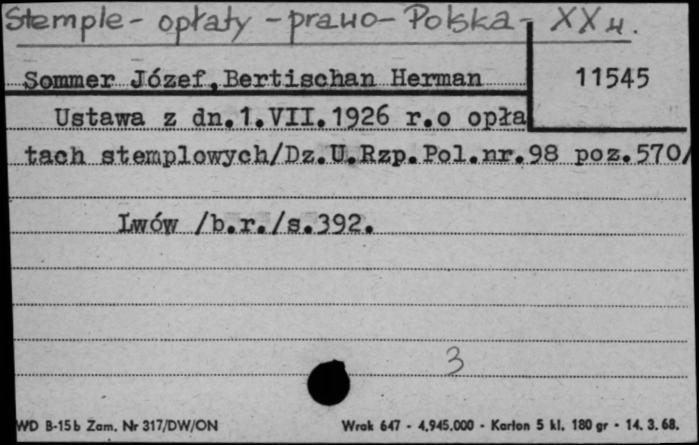 Stemple - opłaty - prawo - Polska - XX w.
Sommer Józef, Bertischan Herman
11545
Ustawa z dn.1.VII.1926 r.o opła
tach stemplowych/Dz.U.Rzp.Pol.nr.98 poz.570/
Lwów /b.r./s.392.
3
WD B-15b Zam. Nr 317/DW/ON
Wrak 647 - 4,945.000 - Karton 5 kl. 180 gr - 14. 3. 68.